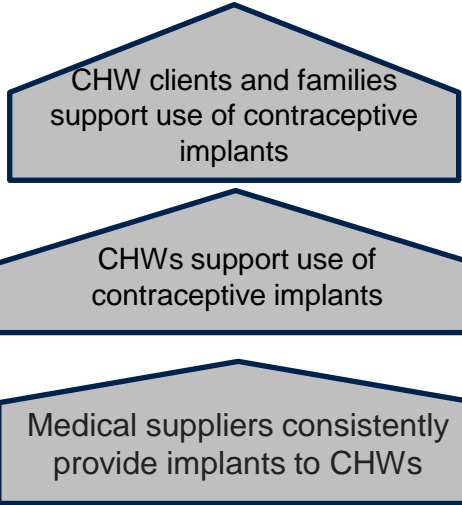 CHW clients and families
support use of contraceptive
implants
CHWs support use of
contraceptive implants
Medical suppliers consistently
provide implants to CHWs